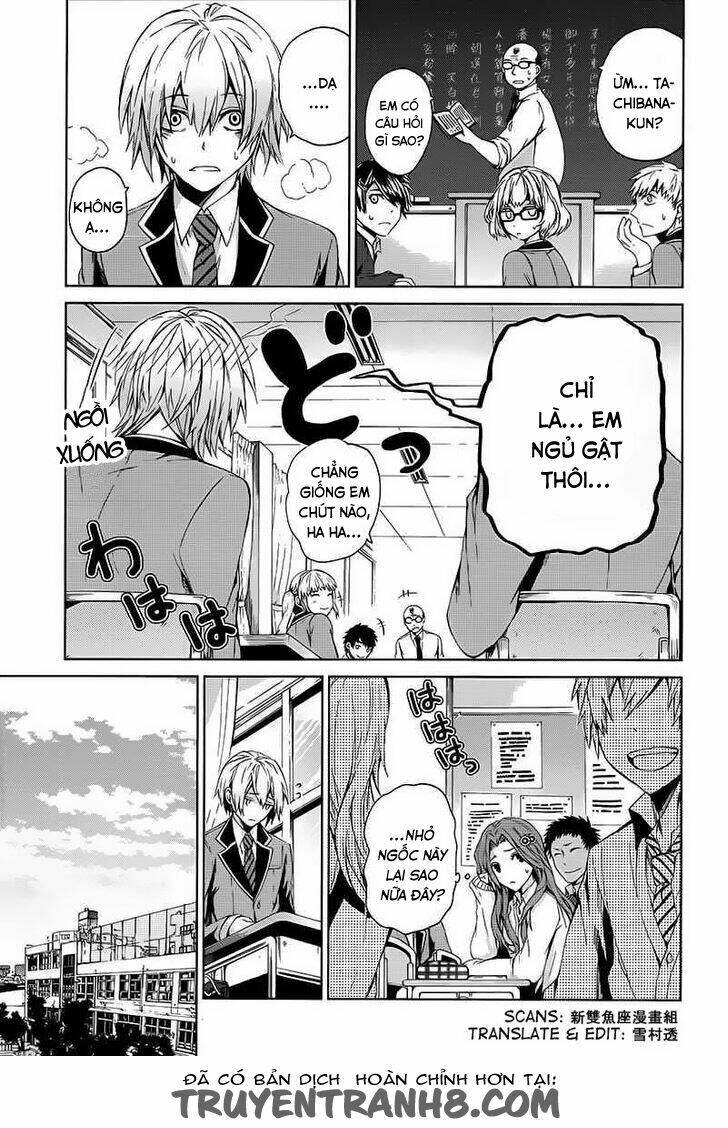 ỪM... TA-
CHIBANA-
KUN?
EM CÓ
CÂU HỎI
GÌ SAO?
...DẠ
....
KHÔNG
Ạ...
CHỈ
LÀ... EM
NGỦ GẬT
THÔI...
ど
CHẲNG
GIỐNG EM
CHÚT NÀO,
HA HA...
NGỒI
XUỐNG
わ
はは
ははは
はははっ
...NHỎ
NGỐC NÀY
LẠI SAO
NỮA ĐÂY?
SCANS: 新雙魚座漫畫組
TRANSLATE & EDIT: 雪村透
ĐÃ CÓ BẢN DỊCH HOÀN CHỈNH HƠN TẠI:
TRUYENTRANH8.COM